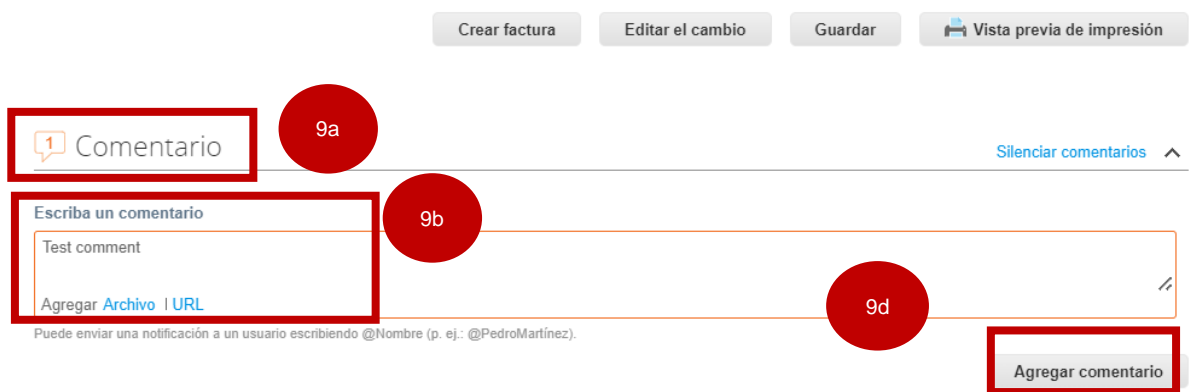 Crear factura Editar el cambio Guardar Vista previa de impresión
9a
1 Comentario
Silenciar comentarios
9b
Escriba un comentario
Test comment
9d
Agregar Archivo | URL
Puede enviar una notificación a un usuario escribiendo @Nombre (p. ej.: @PedroMartínez).
Agregar comentario